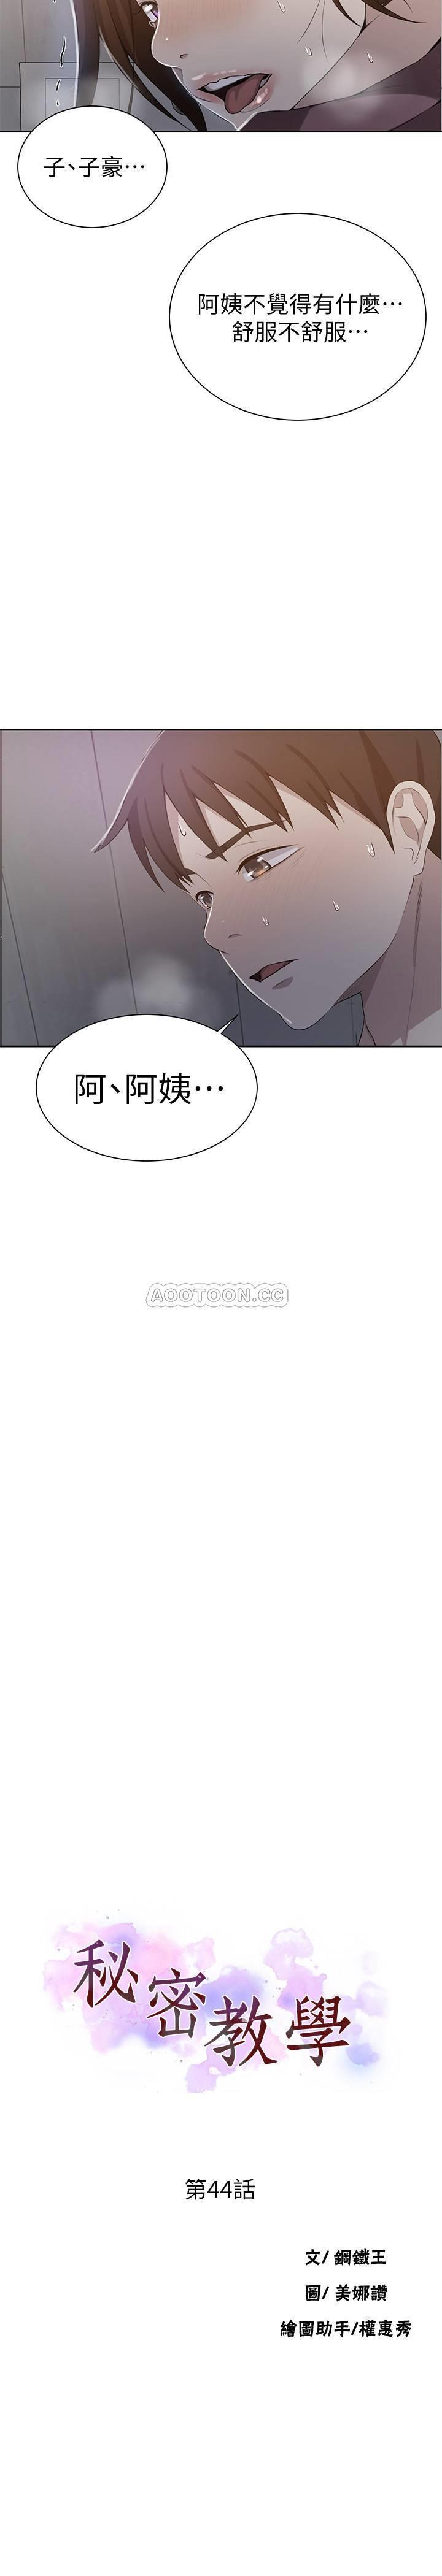 子、子豪…
阿姨不覺得有什麼…
舒服不舒服…
阿、阿姨…
AOOTOON.CC
秘密教學
第44話
文/ 鋼鐵王
圖/ 美娜讚
繪圖助手/權惠秀